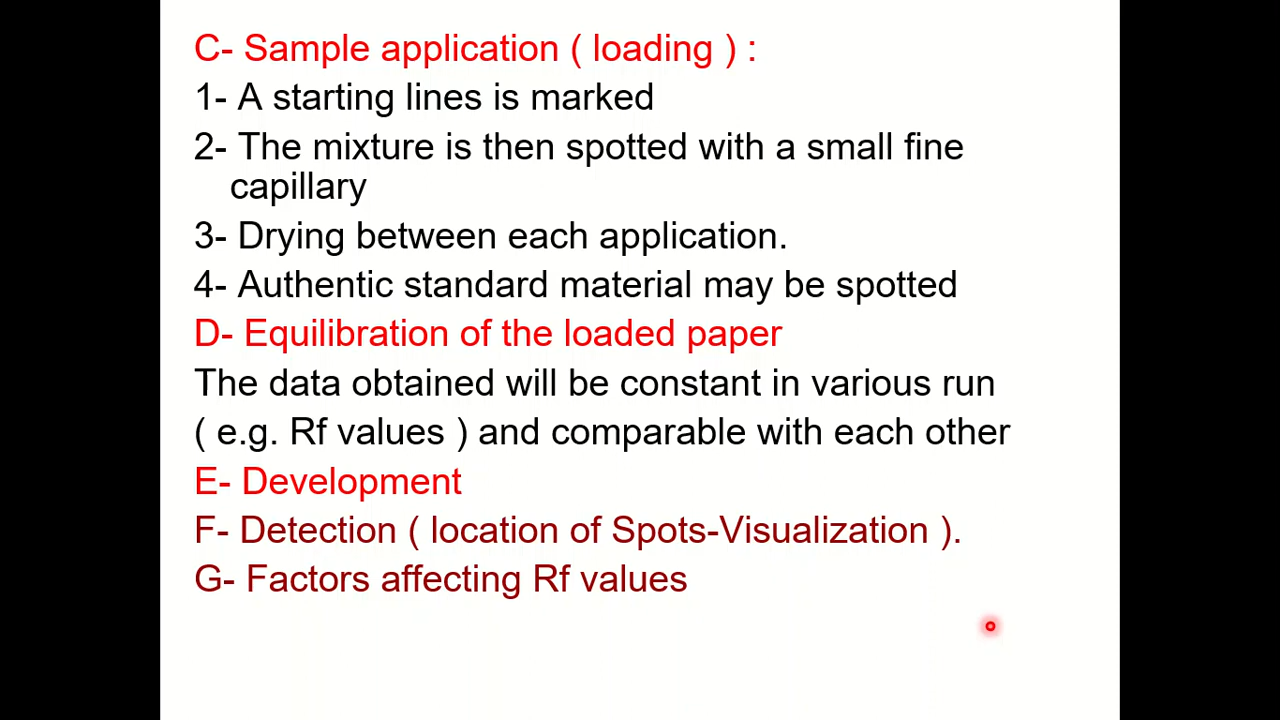 C- Sample application ( loading ) :
1- A starting lines is marked
2- The mixture is then spotted with a small fine
capillary
3- Drying between each application.
4- Authentic standard material may be spotted
D- Equilibration of the loaded paper
The data obtained will be constant in various run
( e.g. Rf values ) and comparable with each other
E- Development
F- Detection ( location of Spots-Visualization ).
G- Factors affecting Rf values